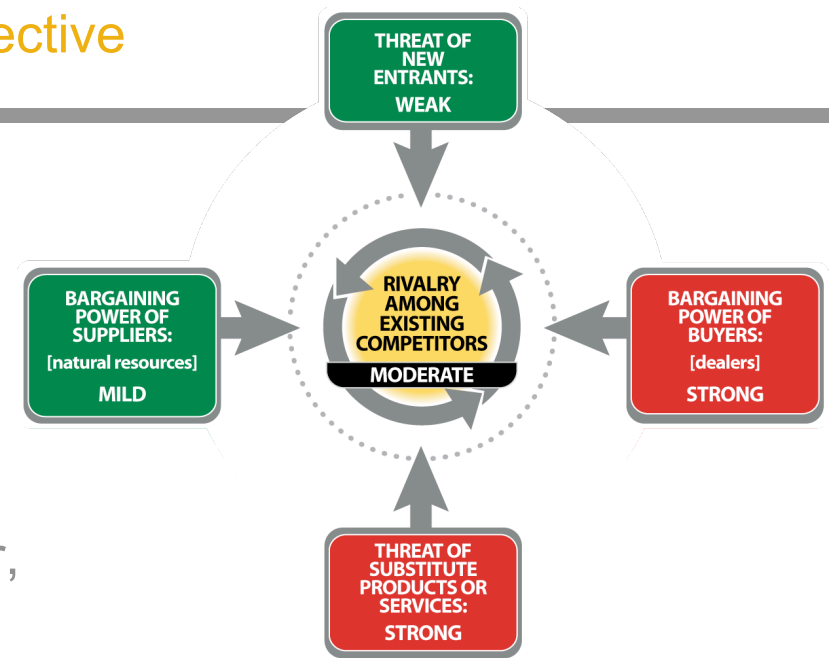 ective
THREAT OF
NEW
ENTRANTS:
WEAK
BARGAINING
POWER OF
SUPPLIERS:
[natural resources]
MILD
RIVALRY
AMONG
EXISTING
COMPETITORS
MODERATE
BARGAINING
POWER OF
BUYERS:
[dealers]
STRONG
THREAT OF
SUBSTITUTE
PRODUCTS OR
SERVICES:
STRONG